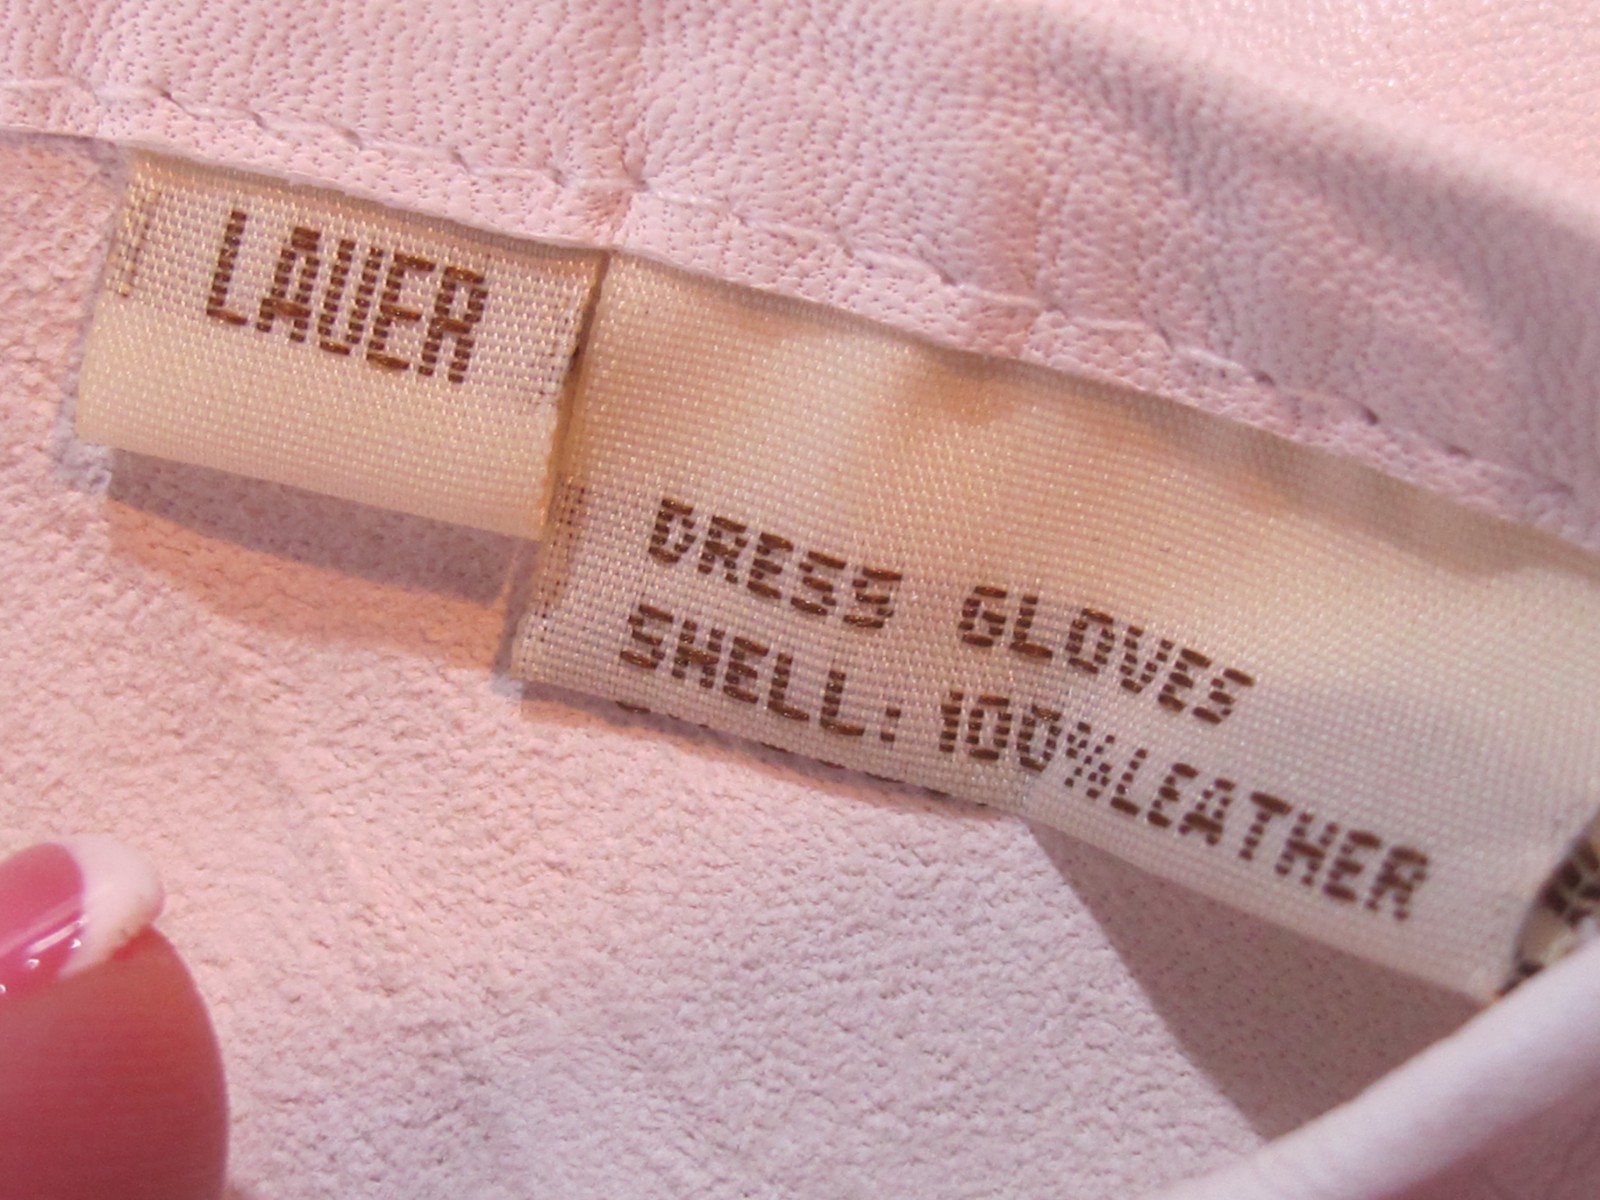 LAUER
DRESS GLOVES
SHELL: 100%LEATHER